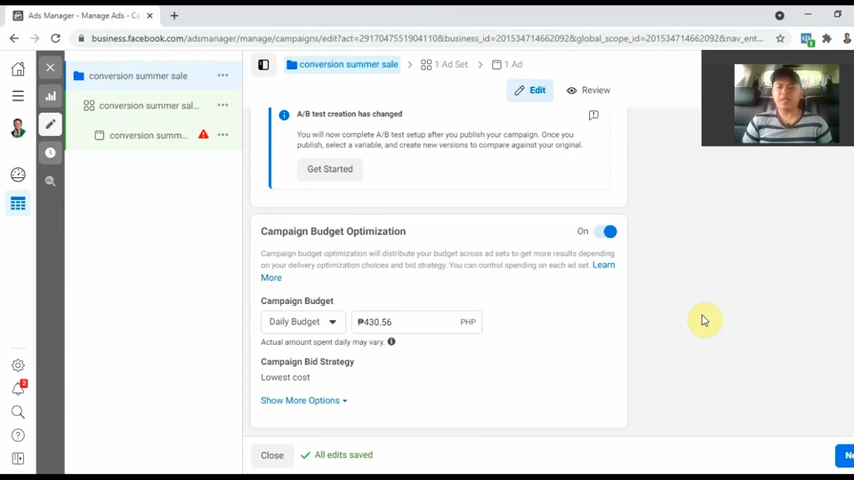 Ads Manager - Manage Ads - Ca
business.facebook.com/adsmanager/manage/campaigns/edit?act=2917047551904110&business_id=201534714662092&global_scope_id=201534714662092&nav_ent...
conversion summer sale
conversion summer sal...
conversion summ...
conversion summer sale
1 Ad Set
1 Ad
Edit
Review
A/B test creation has changed
You will now complete A/B test setup after you publish your campaign. Once you
publish, select a variable, and create new versions to compare against your original.
Get Started
Campaign Budget Optimization
On
Campaign budget optimization will distribute your budget across ad sets to get more results depending
on your delivery optimization choices and bid strategy. You can control spending on each ad set. Learn
More
Campaign Budget
Daily Budget
₱430.56
PHP
Actual amount spent daily may vary.
Campaign Bid Strategy
Lowest cost
Show More Options
2
Close
All edits saved
Ne